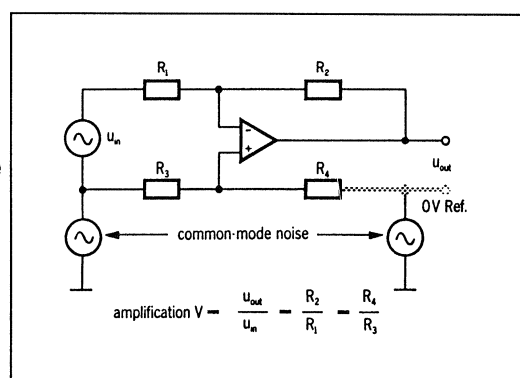 R₁
R₂
uᵢₙ
-
+
R₃
R₄
uₒᵤₜ
0V Ref.
common-mode noise
amplification V = uₒᵤₜ / uᵢₙ = R₂ / R₁ = R₄ / R₃